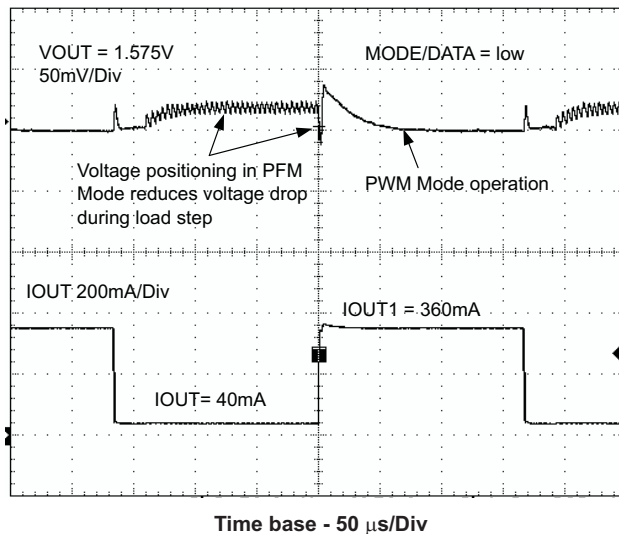 VOUT = 1.575V
50mV/Div
MODE/DATA = low
Voltage positioning in PFM
Mode reduces voltage drop
during load step
PWM Mode operation
IOUT 200mA/Div
IOUT1 = 360mA
IOUT= 40mA
Time base - 50 μs/Div